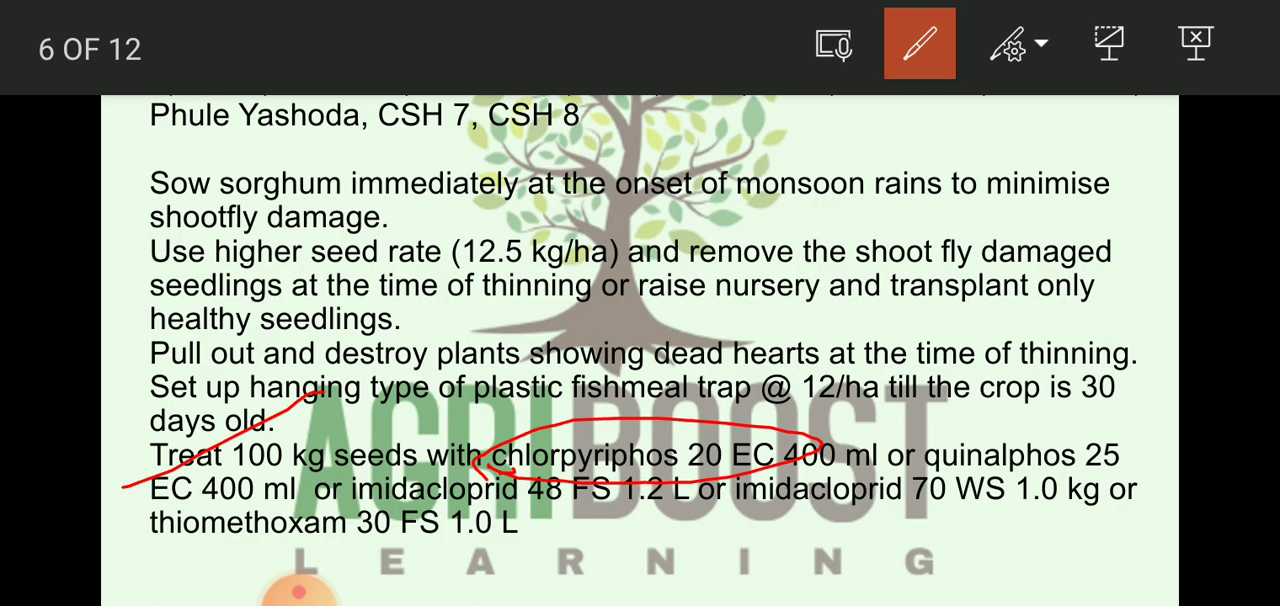 6 OF 12
Phule Yashoda, CSH 7, CSH 8
Sow sorghum immediately at the onset of monsoon rains to minimise
shootfly damage.
Use higher seed rate (12.5 kg/ha) and remove the shoot fly damaged
seedlings at the time of thinning or raise nursery and transplant only
healthy seedlings.
Pull out and destroy plants showing dead hearts at the time of thinning.
Set up hanging type of plastic fishmeal trap @ 12/ha till the crop is 30
days old.
Treat 100 kg seeds with chlorpyriphos 20 EC 400 ml or quinalphos 25
EC 400 ml or imidacloprid 48 FS 1.2 L or imidacloprid 70 WS 1.0 kg or
thiomethoxam 30 FS 1.0 L
AGRIBOOST
LEARNING